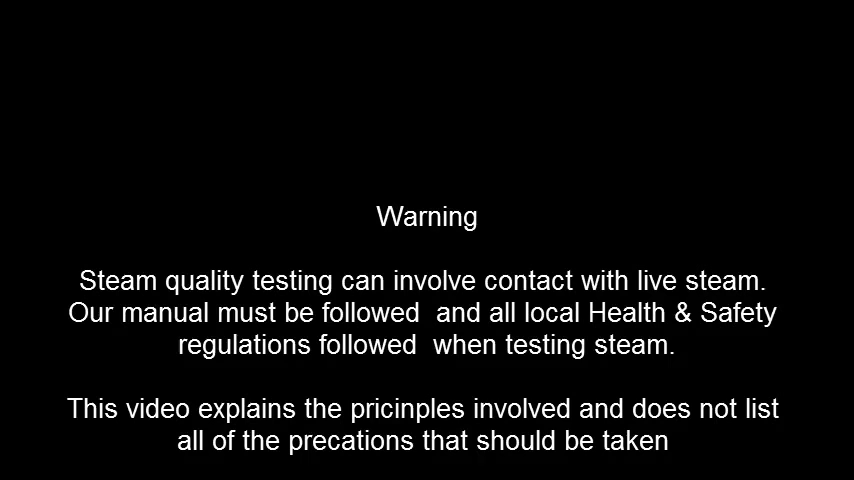 Warning
Steam quality testing can involve contact with live steam.
Our manual must be followed  and all local Health & Safety
regulations followed  when testing steam.
This video explains the pricinples involved and does not list
all of the precations that should be taken